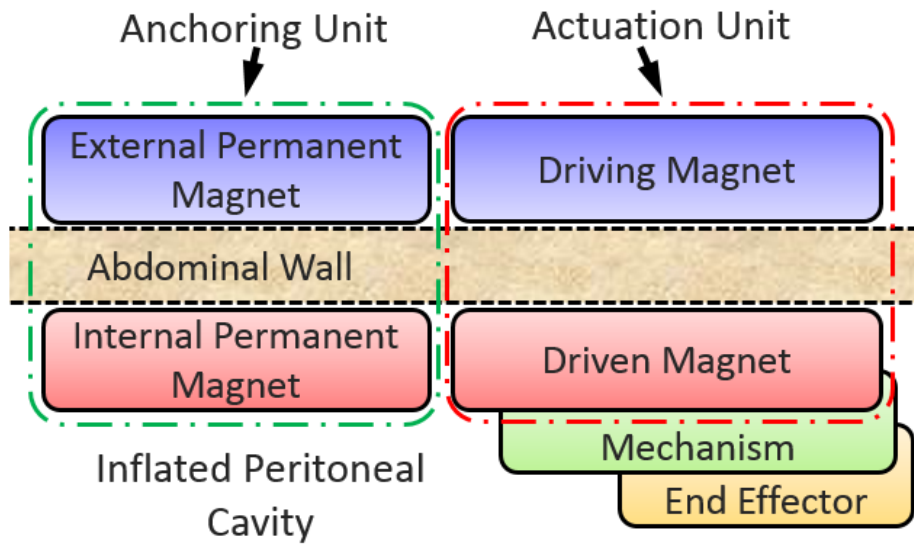 Anchoring Unit
Actuation Unit
External Permanent
Magnet
Driving Magnet
Abdominal Wall
Internal Permanent
Magnet
Driven Magnet
Mechanism
End Effector
Inflated Peritoneal
Cavity